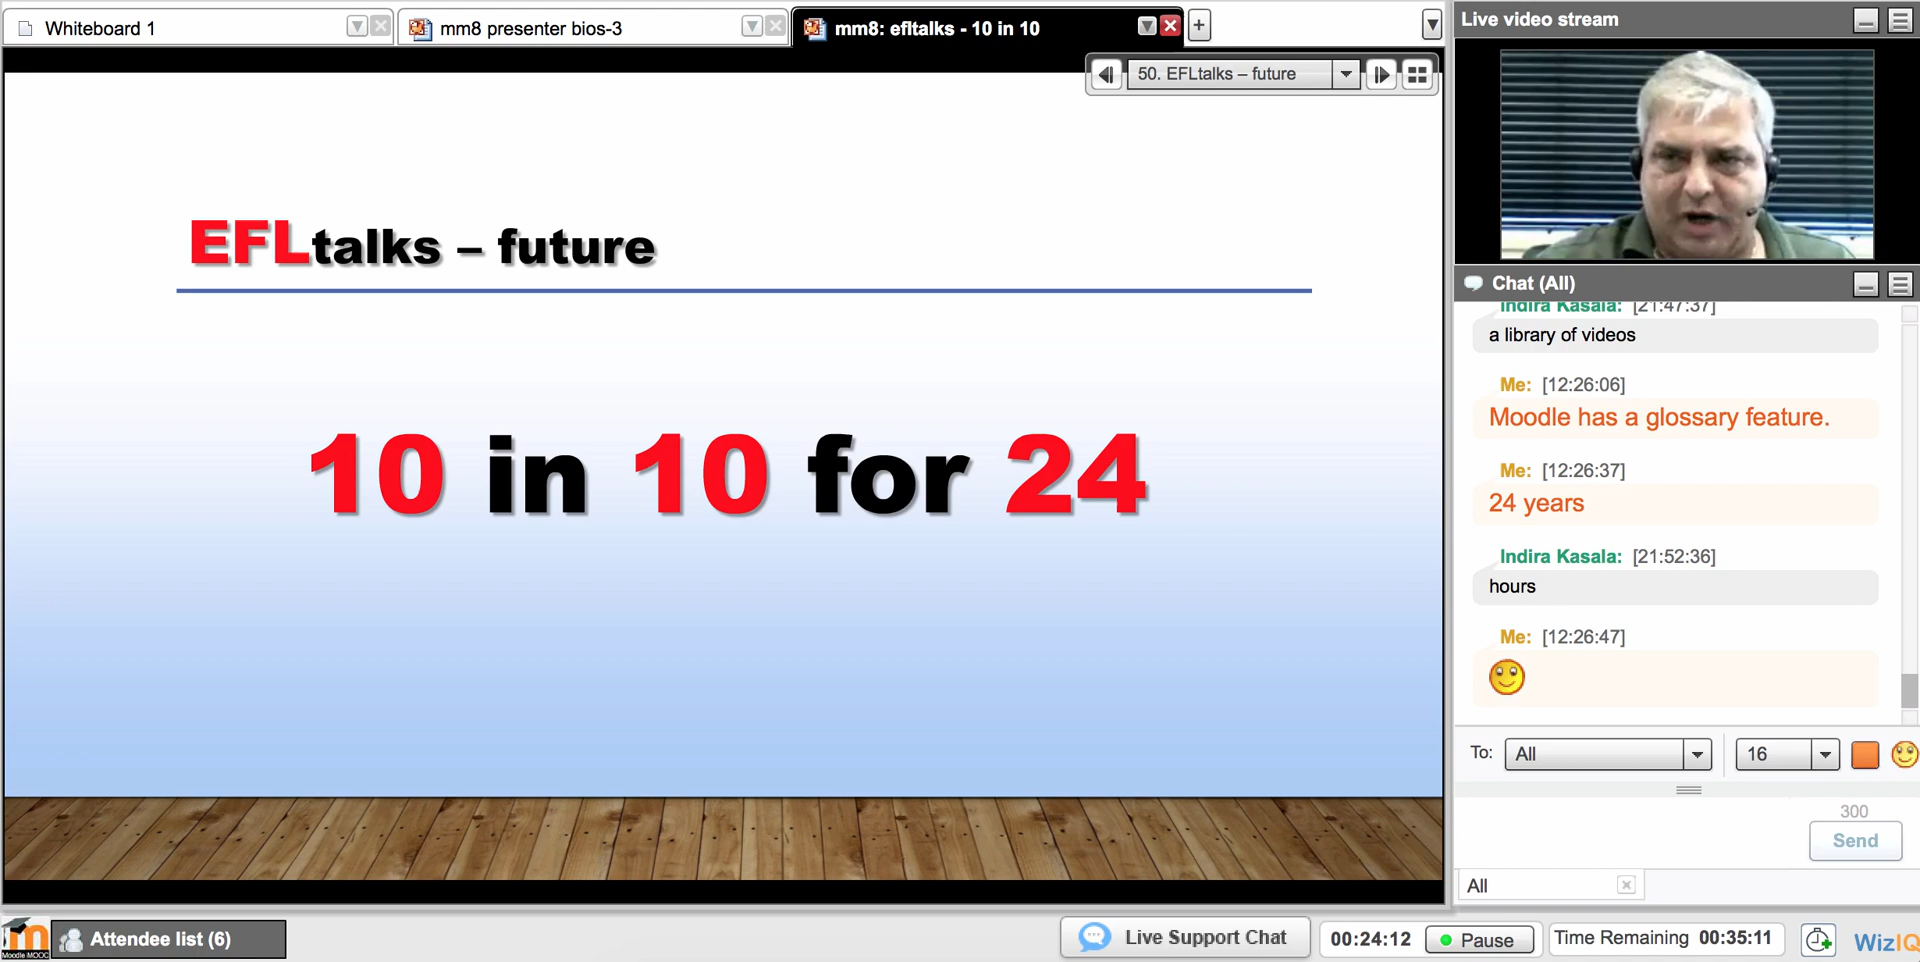 Whiteboard 1
mm8 presenter bios-3
mm8: efltalks - 10 in 10
50. EFLtalks – future
EFLtalks – future
10 in 10 for 24
Live video stream
Chat (All)
Indira Kasala: [21:47:37]
a library of videos
Me: [12:26:06]
Moodle has a glossary feature.
Me: [12:26:37]
24 years
Indira Kasala: [21:52:36]
hours
Me: [12:26:47]
To: All 16
300
Send
All
m
Moodle MOOC
Attendee list (6)
Live Support Chat
00:24:12
Pause
Time Remaining 00:35:11
WizIQ